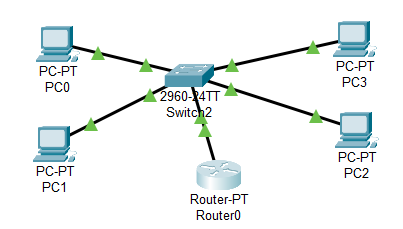 PC-PT
PC0
PC-PT
PC3
2960-24TT
Switch2
PC-PT
PC1
PC-PT
PC2
Router-PT
Router0